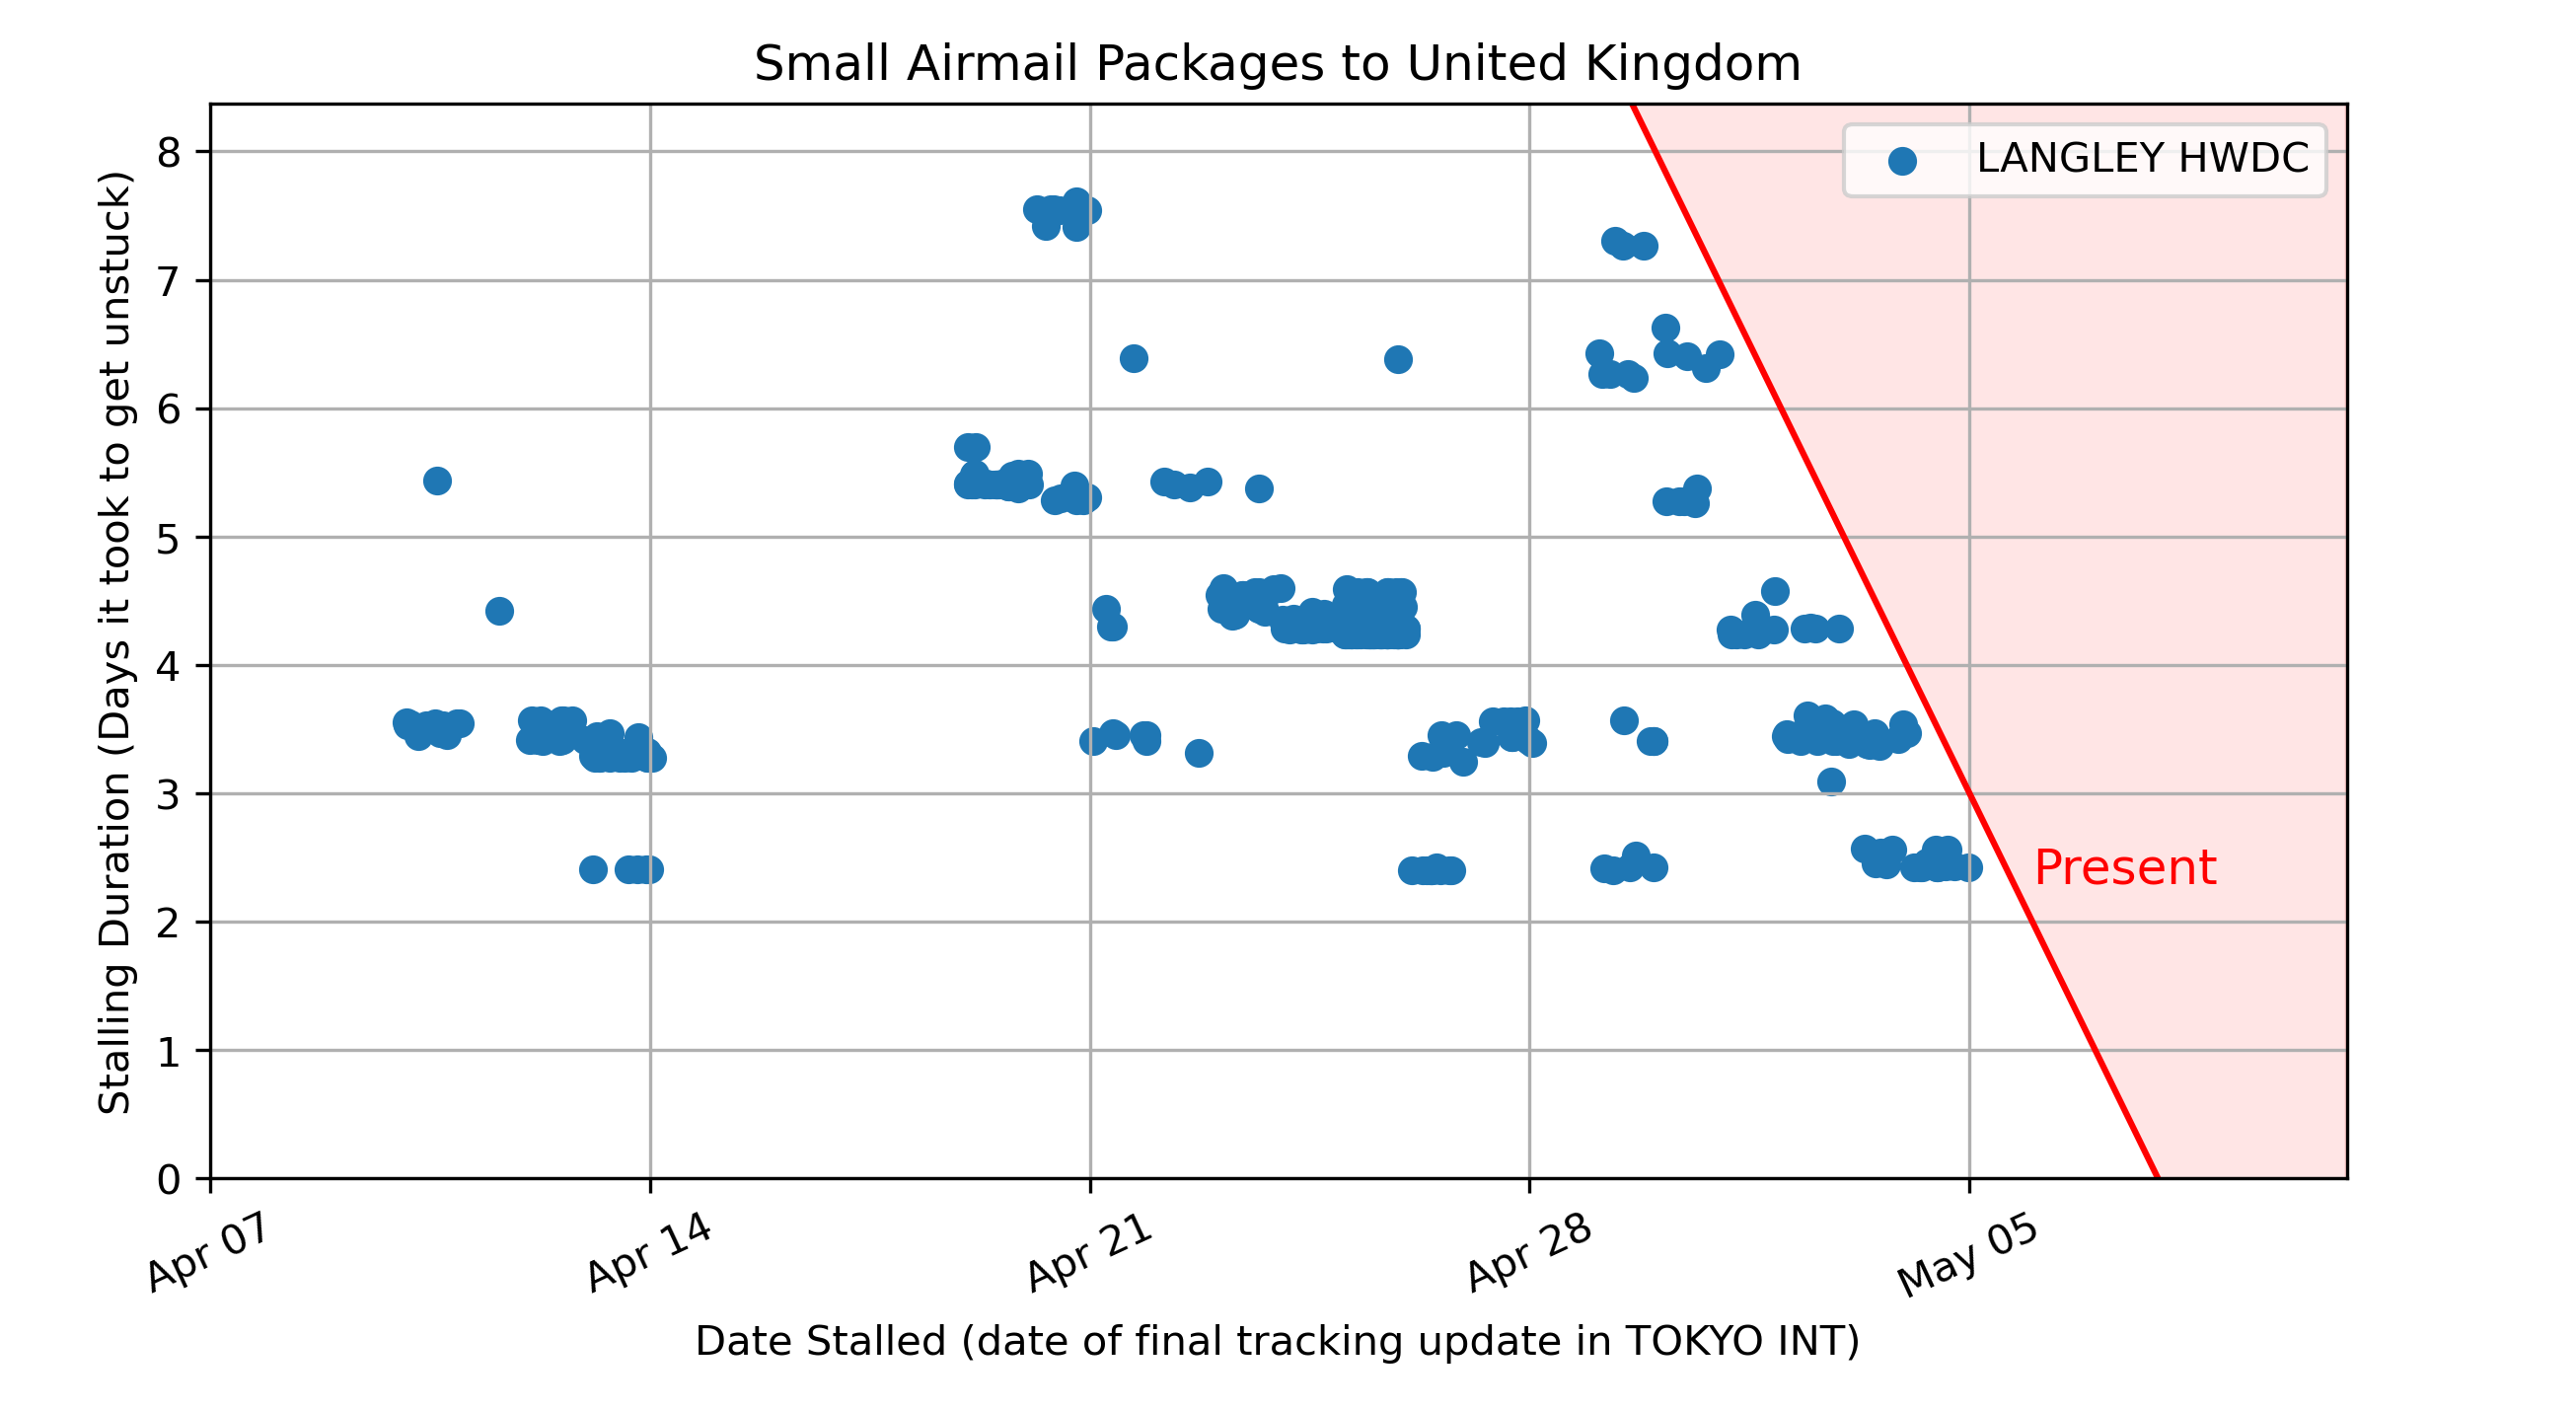 Small Airmail Packages to United Kingdom
LANGLEY HWDC
Stalling Duration (Days it took to get unstuck)
8
7
6
5
4
3
2
1
0
Present
Apr 07
Apr 14
Apr 21
Apr 28
May 05
Date Stalled (date of final tracking update in TOKYO INT)